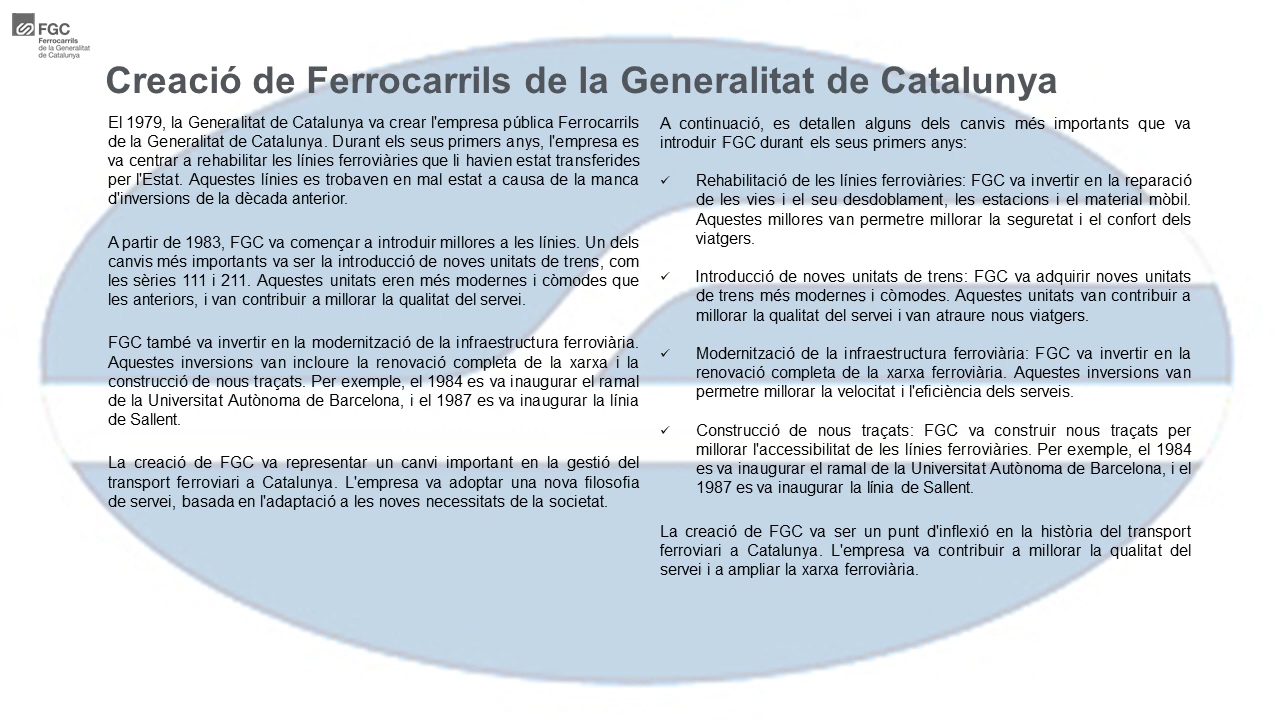 FGC
Ferrocarrils
de la Generalitat
de Catalunya
Creació de Ferrocarrils de la Generalitat de Catalunya
El 1979, la Generalitat de Catalunya va crear l'empresa pública Ferrocarrils
de la Generalitat de Catalunya. Durant els seus primers anys, l'empresa es
va centrar a rehabilitar les línies ferroviàries que li havien estat transferides
per l'Estat. Aquestes línies es trobaven en mal estat a causa de la manca
d'inversions de la dècada anterior.
A partir de 1983, FGC va començar a introduir millores a les línies. Un dels
canvis més importants va ser la introducció de noves unitats de trens, com
les sèries 111 i 211. Aquestes unitats eren més modernes i còmodes que
les anteriors, i van contribuir a millorar la qualitat del servei.
FGC també va invertir en la modernització de la infraestructura ferroviària.
Aquestes inversions van incloure la renovació completa de la xarxa i la
construcció de nous traçats. Per exemple, el 1984 es va inaugurar el ramal
de la Universitat Autònoma de Barcelona, i el 1987 es va inaugurar la línia
de Sallent.
La creació de FGC va representar un canvi important en la gestió del
transport ferroviari a Catalunya. L'empresa va adoptar una nova filosofia
de servei, basada en l'adaptació a les noves necessitats de la societat.
A continuació, es detallen alguns dels canvis més importants que va
introduir FGC durant els seus primers anys:
✓ Rehabilitació de les línies ferroviàries: FGC va invertir en la reparació
de les vies i el seu desdoblament, les estacions i el material mòbil.
Aquestes millores van permetre millorar la seguretat i el confort dels
viatgers.
✓ Introducció de noves unitats de trens: FGC va adquirir noves unitats
de trens més modernes i còmodes. Aquestes unitats van contribuir a
millorar la qualitat del servei i van atraure nous viatgers.
✓ Modernització de la infraestructura ferroviària: FGC va invertir en la
renovació completa de la xarxa ferroviària. Aquestes inversions van
permetre millorar la velocitat i l'eficiència dels serveis.
✓ Construcció de nous traçats: FGC va construir nous traçats per
millorar l'accessibilitat de les línies ferroviàries. Per exemple, el 1984
es va inaugurar el ramal de la Universitat Autònoma de Barcelona, i el
1987 es va inaugurar la línia de Sallent.
La creació de FGC va ser un punt d'inflexió en la història del transport
ferroviari a Catalunya. L'empresa va contribuir a millorar la qualitat del
servei i a ampliar la xarxa ferroviària.